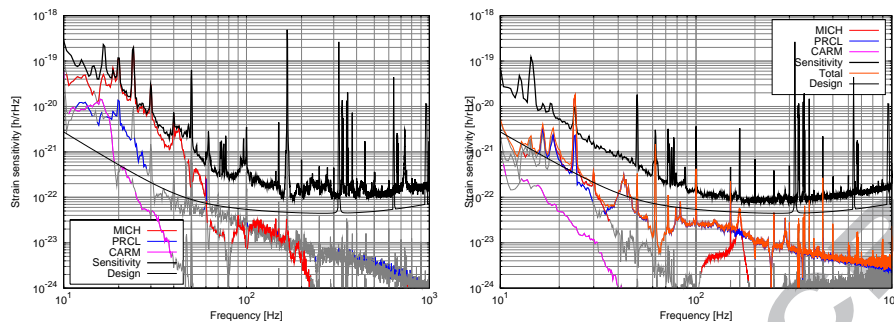 10^-18
10^-19
10^-20
10^-21
10^-22
10^-23
10^-24
Strain sensitivity [h/rHz]
10^1
10^2
10^3
Frequency [Hz]
MICH
PRCL
CARM
Sensitivity
Design
10^-18
10^-19
10^-20
10^-21
10^-22
10^-23
10^-24
Strain sensitivity [h/rHz]
10^1
10^2
Frequency [Hz]
MICH
PRCL
CARM
Sensitivity
Total
Design